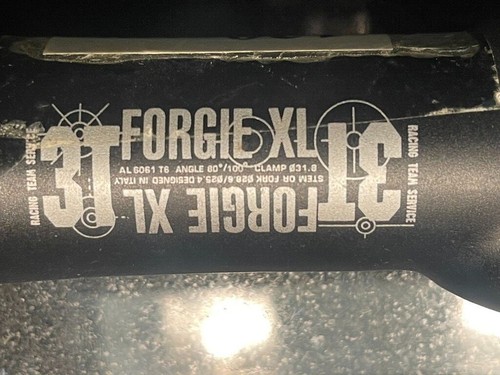 RACING TEAM SERVICE
3T
FORGIE XL
AL 6061 T6 ANGLE 80°/100° CLAMP Ø31.8
STEM OR FORK Ø28.6/Ø25.4 DESIGNED IN ITALY
FORGIE XL
3T
RACING TEAM SERVICE